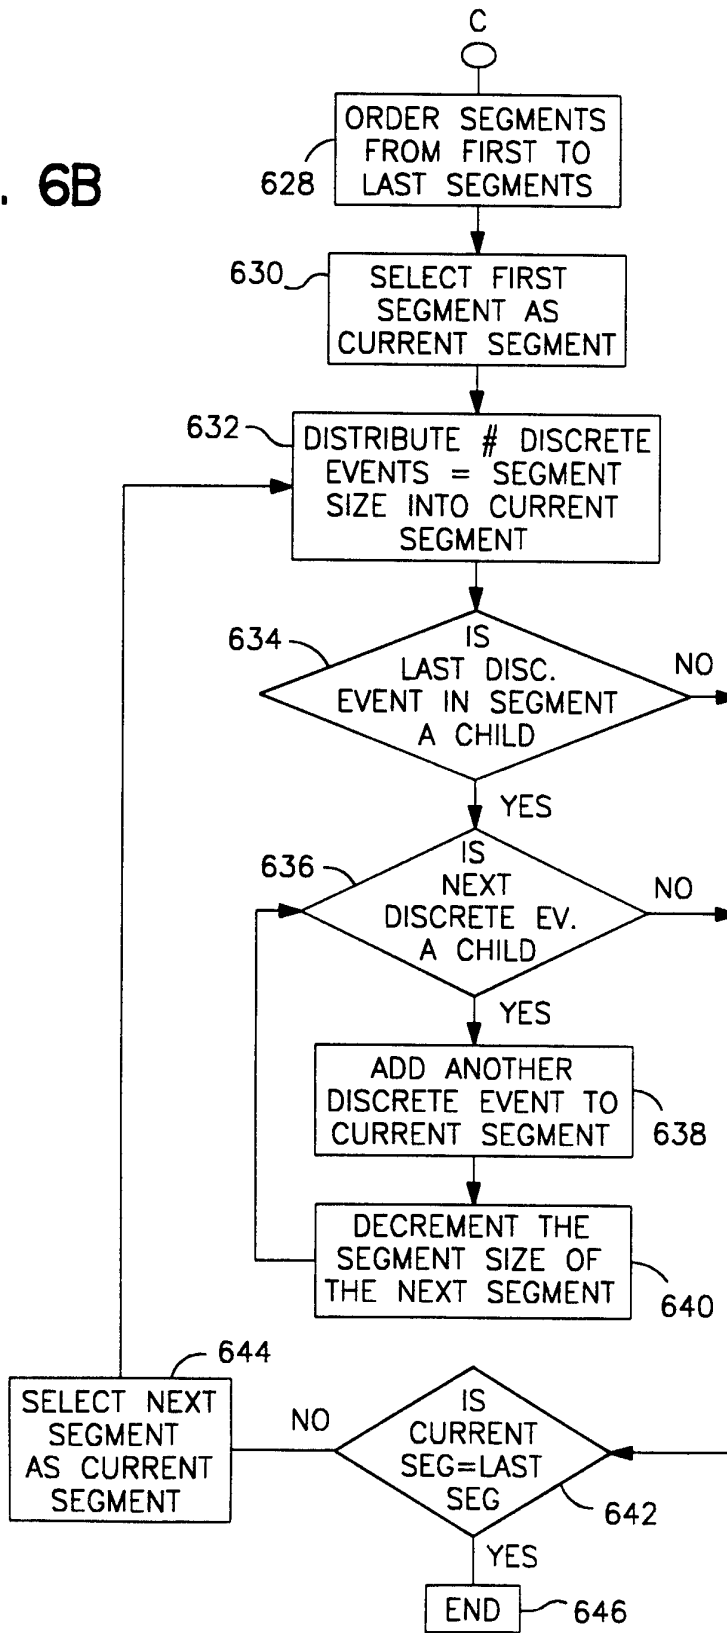 C
. 6B
ORDER SEGMENTS
FROM FIRST TO
LAST SEGMENTS
628
630
SELECT FIRST
SEGMENT AS
CURRENT SEGMENT
632
DISTRIBUTE # DISCRETE
EVENTS = SEGMENT
SIZE INTO CURRENT
SEGMENT
634
IS
LAST DISC.
EVENT IN SEGMENT
A CHILD
NO
YES
636
IS
NEXT
DISCRETE EV.
A CHILD
NO
YES
ADD ANOTHER
DISCRETE EVENT TO
CURRENT SEGMENT
638
DECREMENT THE
SEGMENT SIZE OF
THE NEXT SEGMENT
640
644
SELECT NEXT
SEGMENT
AS CURRENT
SEGMENT
NO
IS
CURRENT
SEG=LAST
SEG
642
YES
END
646